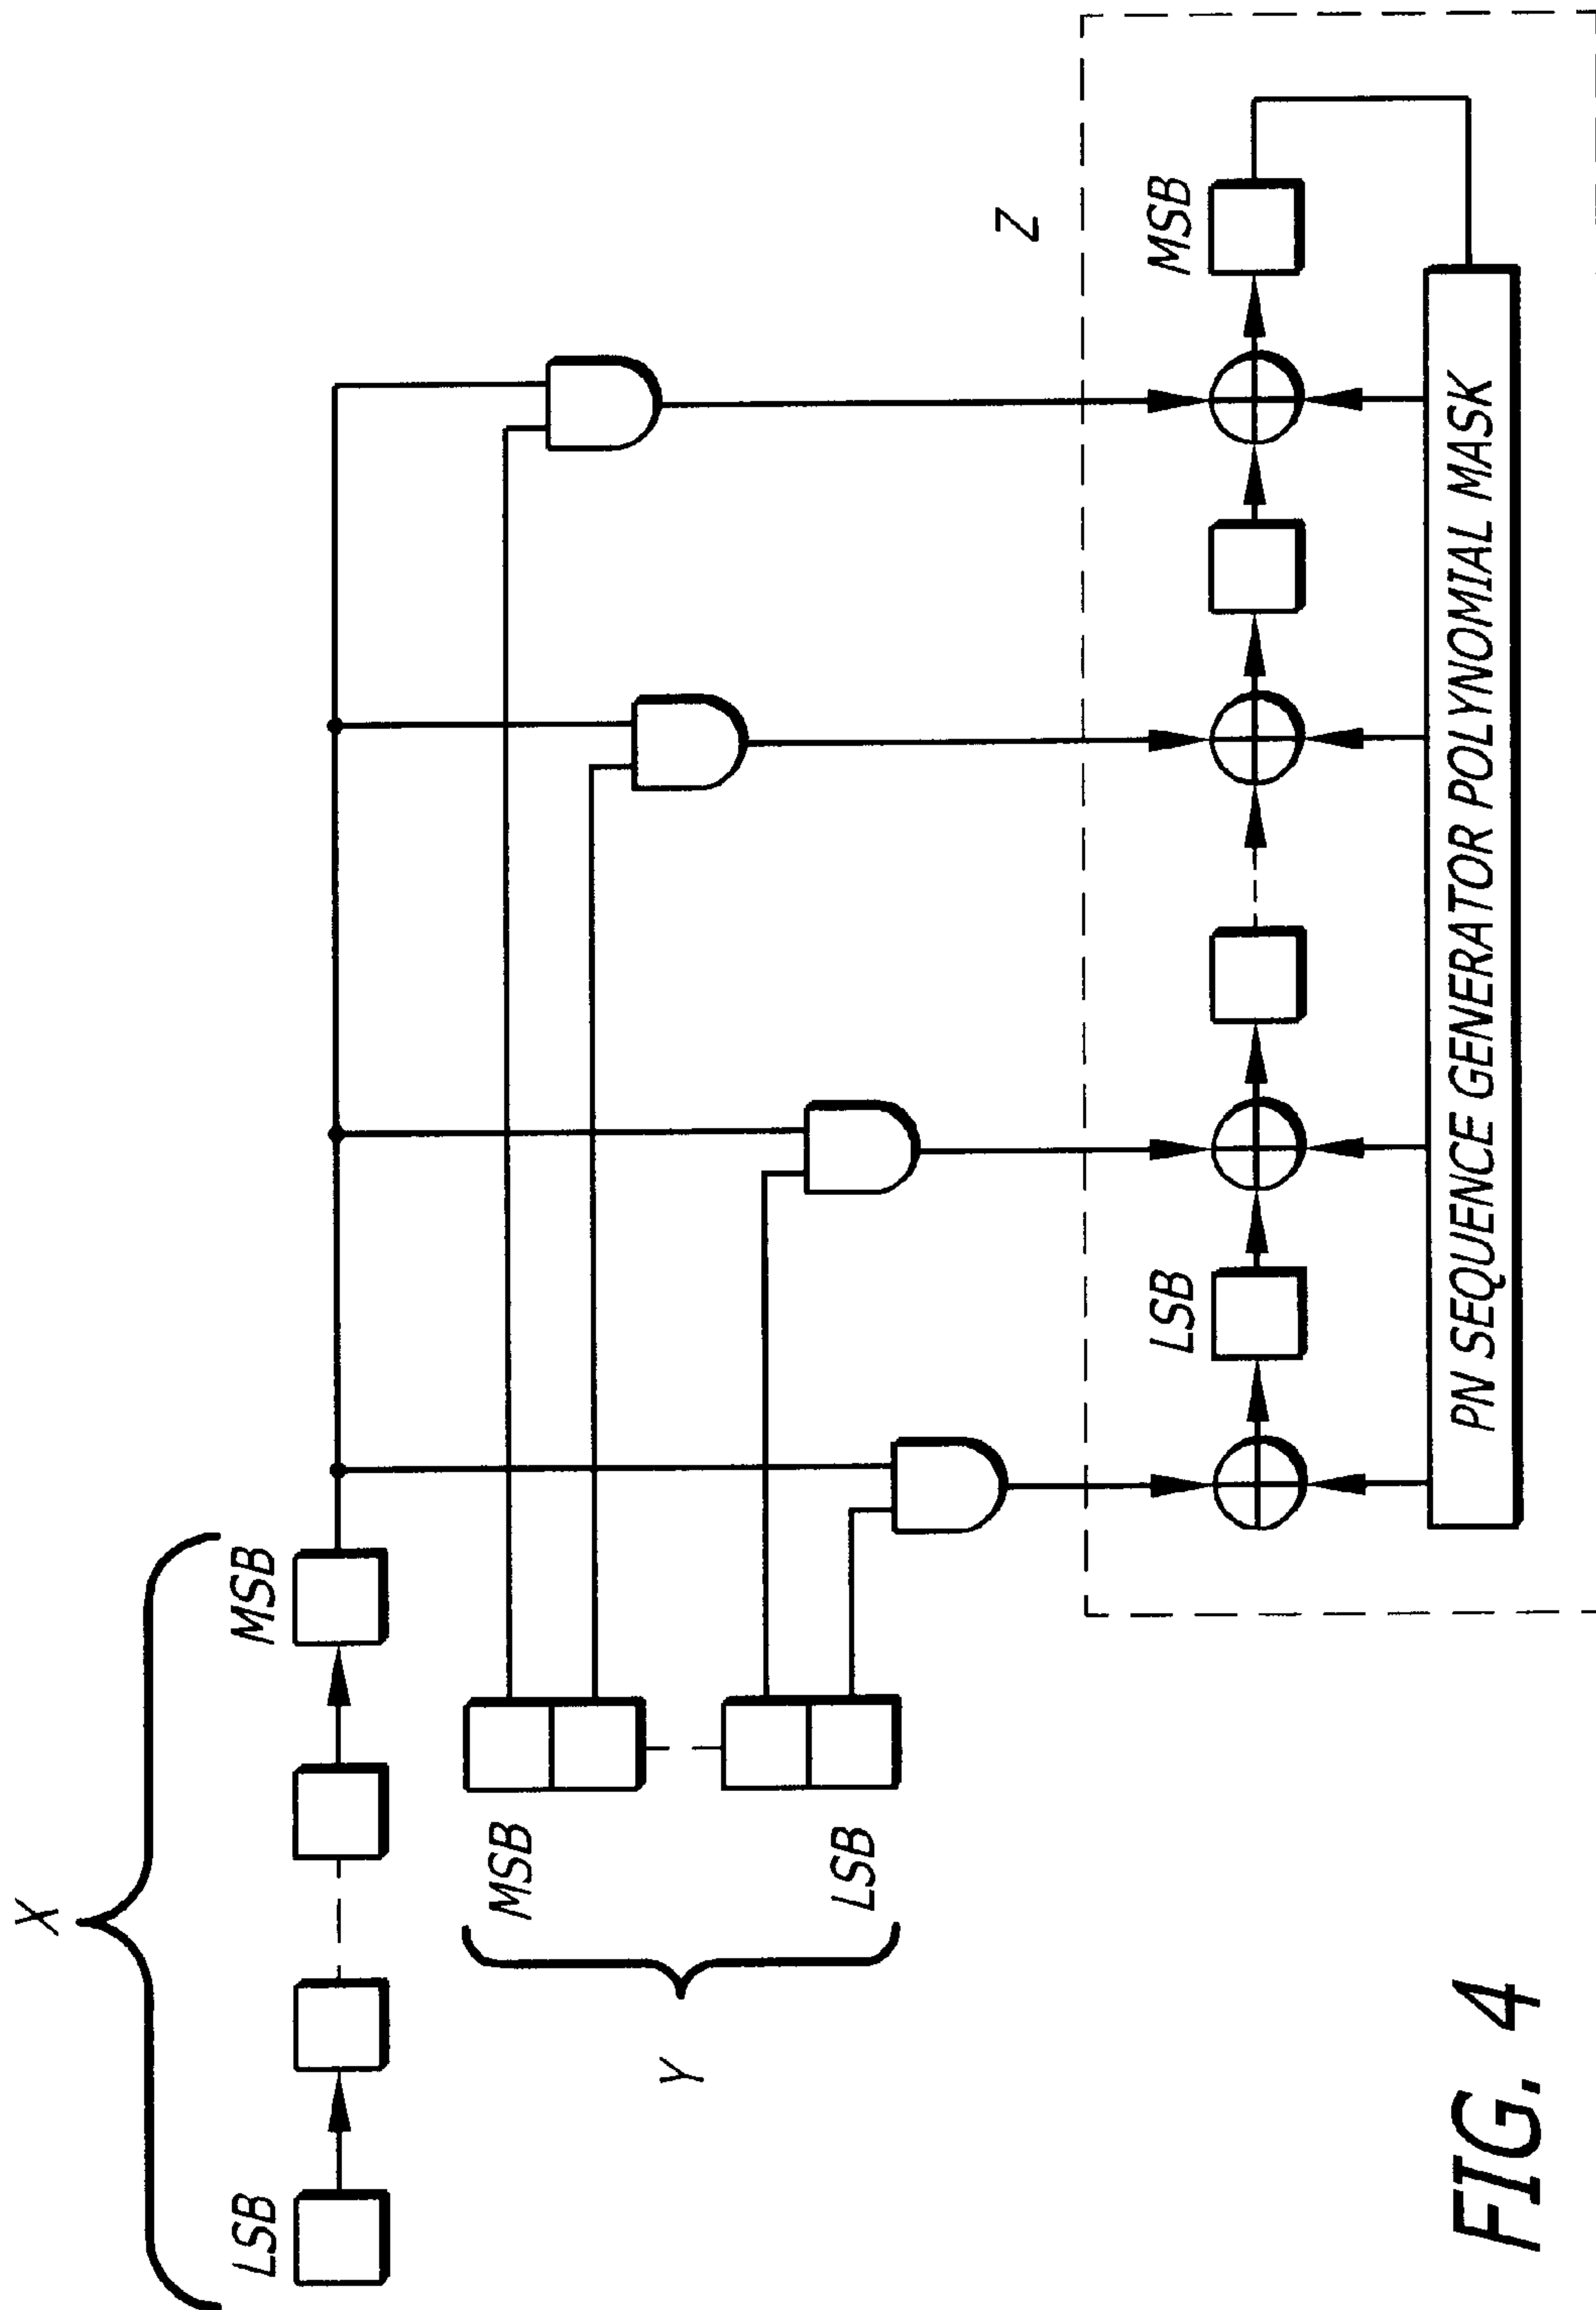 X
LSB
MSB
Y
MSB
LSB
Z
LSB
MSB
PN SEQUENCE GENERATOR POLYNOMIAL MASK
FIG. 4